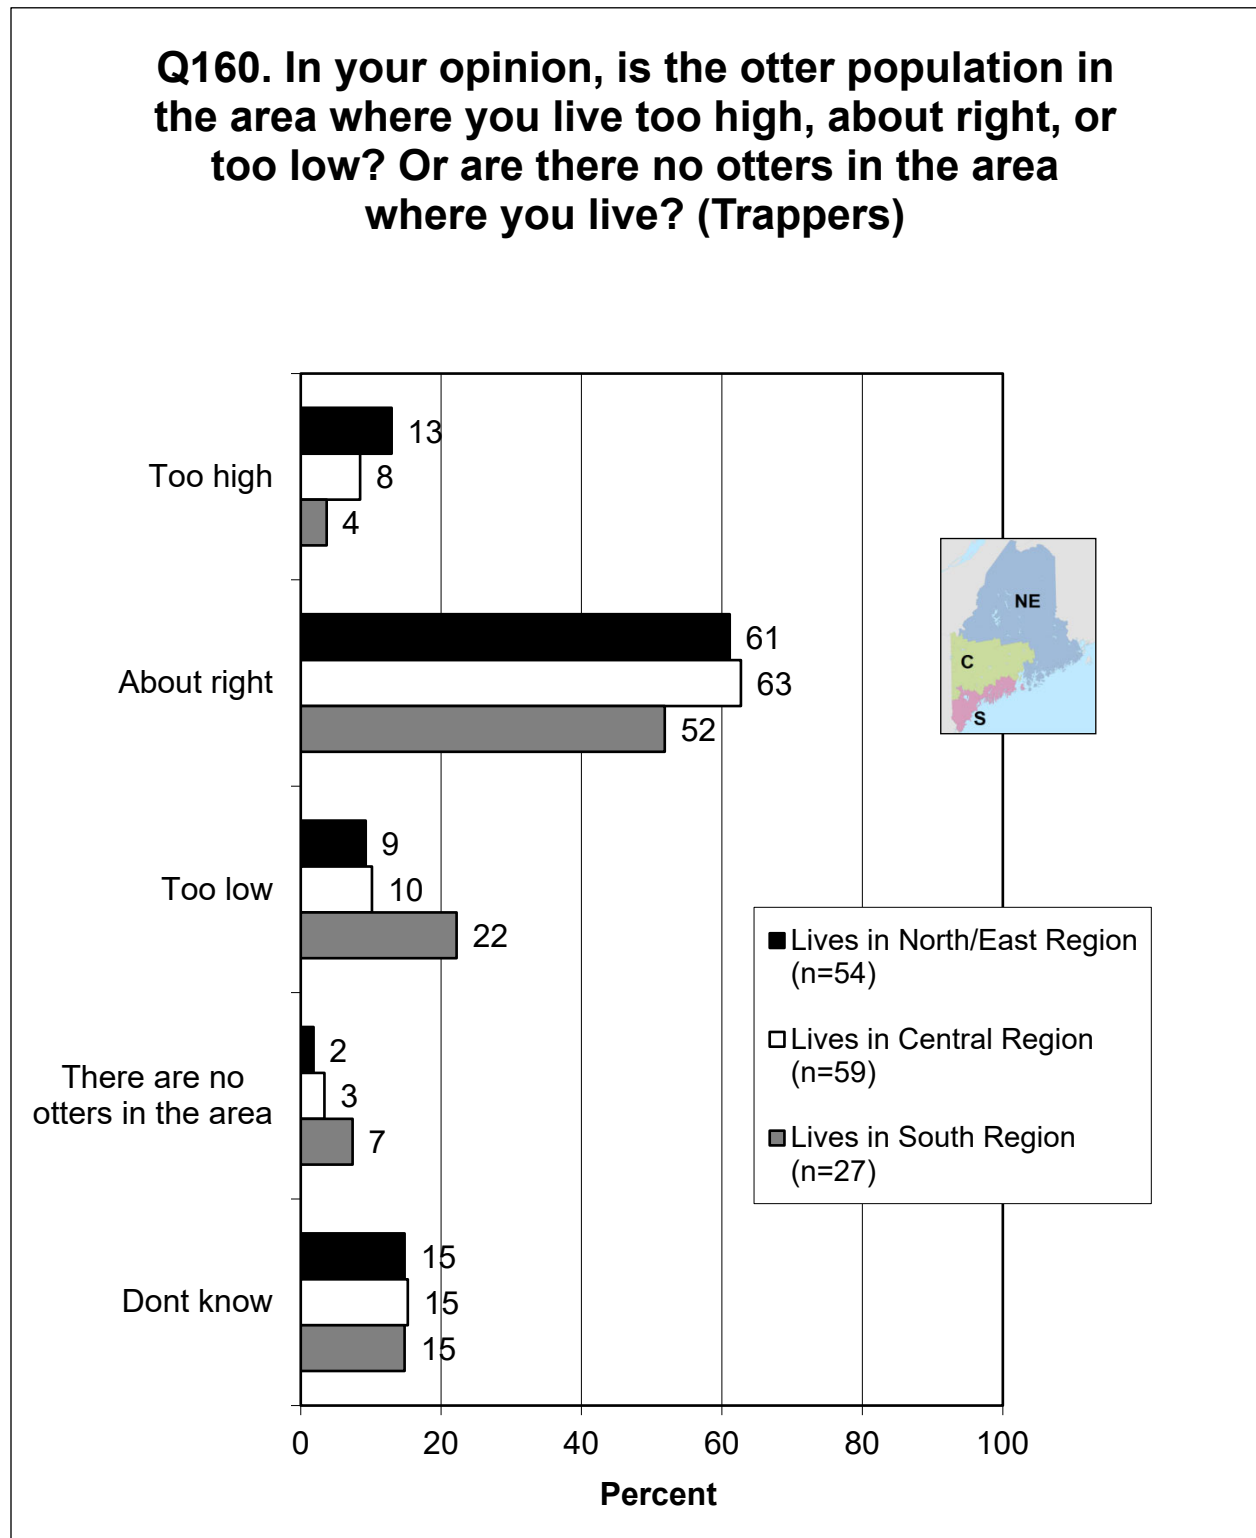 Q160. In your opinion, is the otter population in
the area where you live too high, about right, or
too low? Or are there no otters in the area
where you live? (Trappers)
Too high
13
8
4
About right
61
63
52
Too low
9
10
22
There are no
otters in the area
2
3
7
Dont know
15
15
15
NE
C
S
Lives in North/East Region
(n=54)
Lives in Central Region
(n=59)
Lives in South Region
(n=27)
0 20 40 60 80 100
Percent